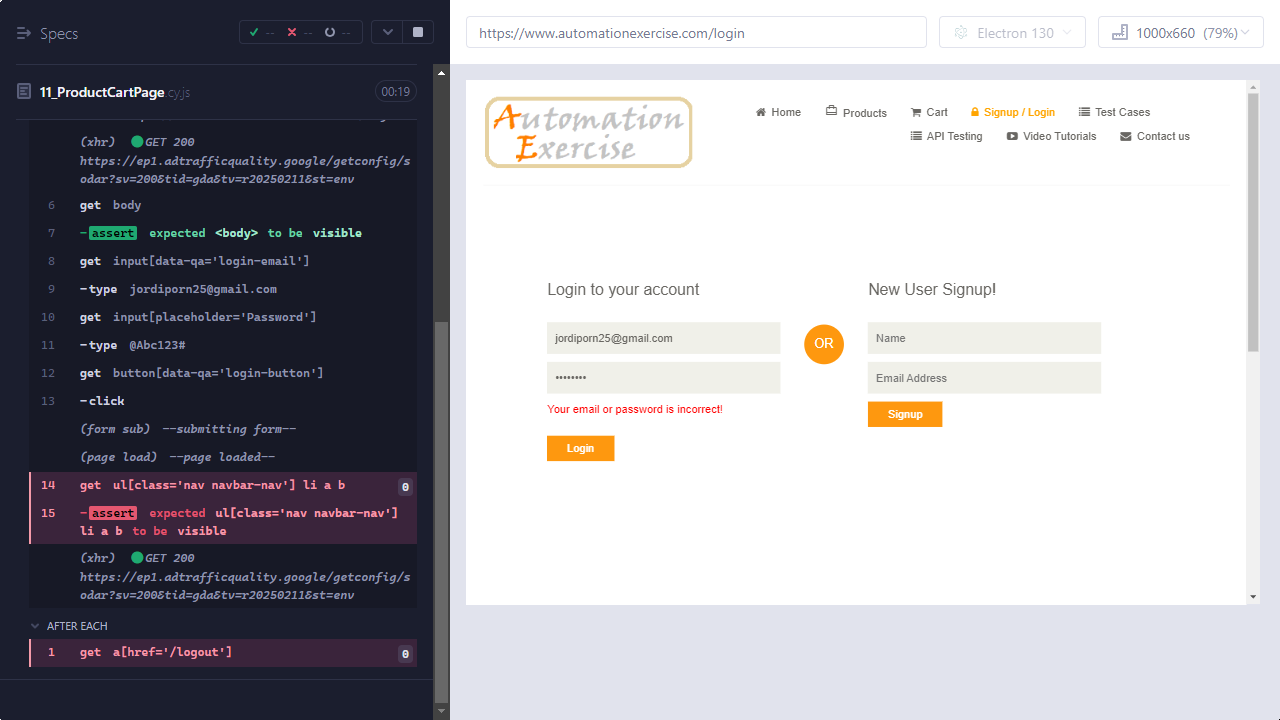 Specs
-- -- --
11_ProductCartPage.cy.js
00:19
(xhr) GET 200
https://ep1.adtrafficquality.google/getconfig/s
odar?sv=200&tid=gda&tv=r20250211&st=env
6 get body
7 -assert expected <body> to be visible
8 get input[data-qa='login-email']
9 -type jordiporn25@gmail.com
10 get input[placeholder='Password']
11 -type @Abc123#
12 get button[data-qa='login-button']
13 -click
(form sub) --submitting form--
(page load) --page loaded--
14 get ul[class='nav navbar-nav'] li a b 0
15 -assert expected ul[class='nav navbar-nav']
li a b to be visible
(xhr) GET 200
https://ep1.adtrafficquality.google/getconfig/s
odar?sv=200&tid=gda&tv=r20250211&st=env
AFTER EACH
1 get a[href='/logout'] 0
https://www.automationexercise.com/login
Electron 130
1000x660 (79%)
Automation
Exercise
Home Products Cart Signup / Login Test Cases
API Testing Video Tutorials Contact us
Login to your account
jordiporn25@gmail.com
••••••••
Your email or password is incorrect!
Login
OR
New User Signup!
Name
Email Address
Signup